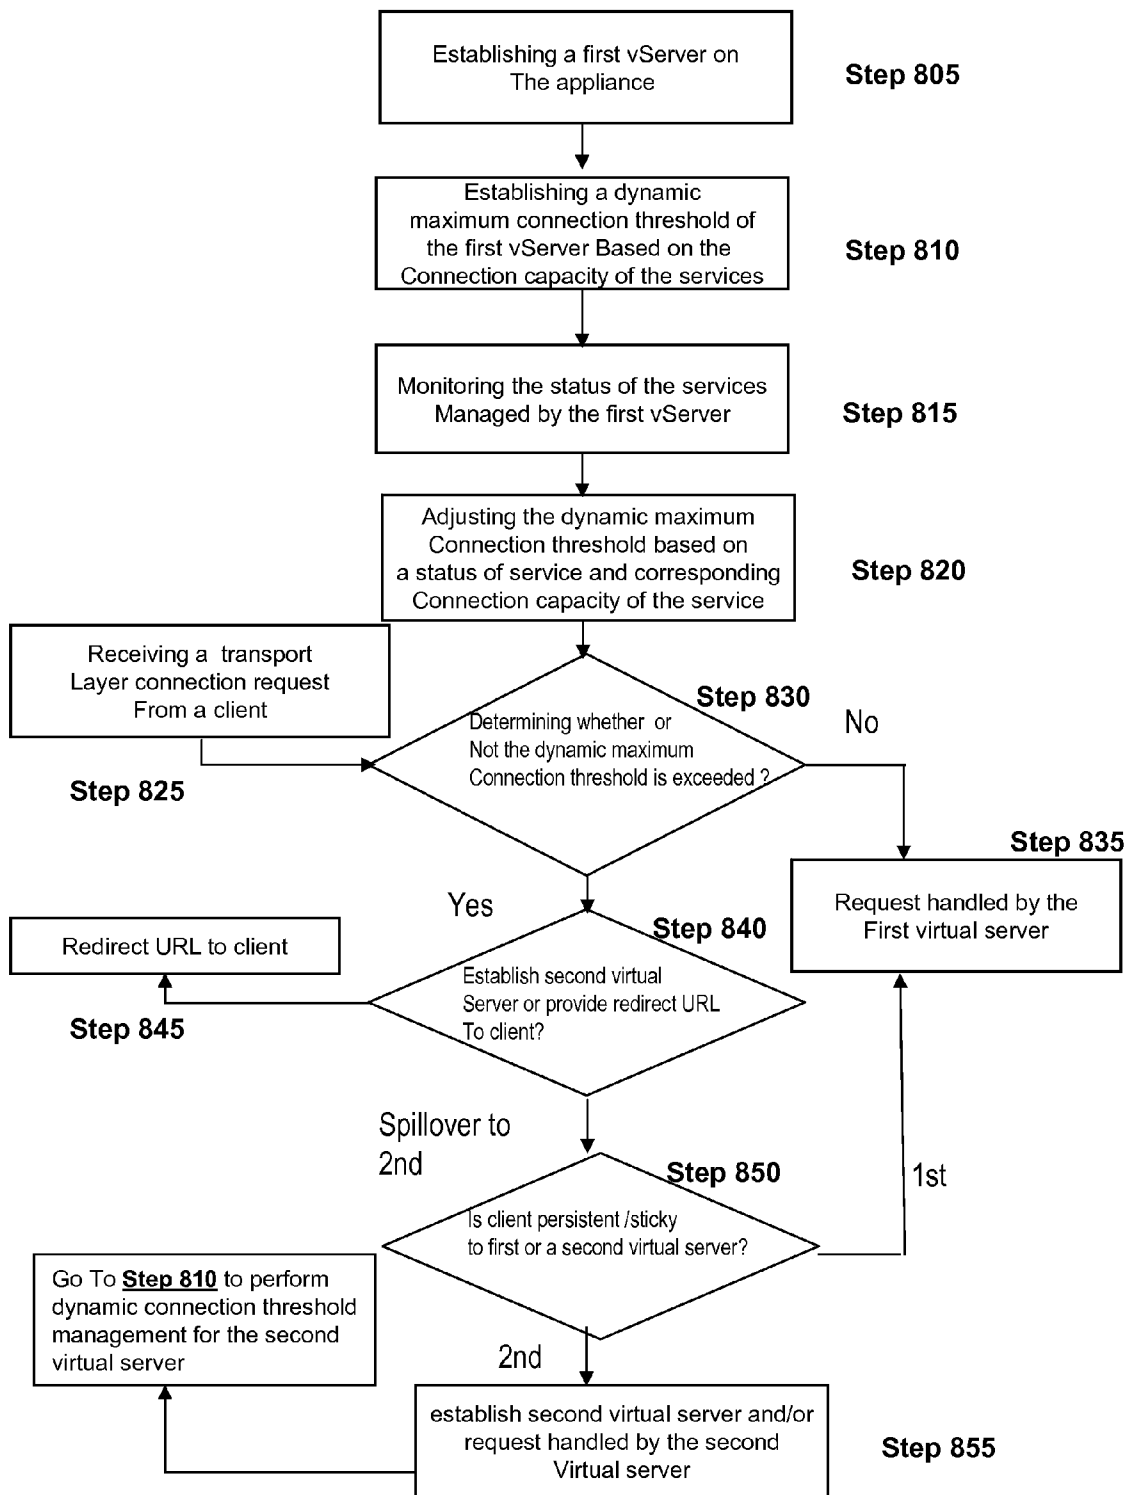 Establishing a first vServer on
The appliance
Step 805
Establishing a dynamic
maximum connection threshold of
the first vServer Based on the
Connection capacity of the services
Step 810
Monitoring the status of the services
Managed by the first vServer
Step 815
Adjusting the dynamic maximum
Connection threshold based on
a status of service and corresponding
Connection capacity of the service
Step 820
Receiving a transport
Layer connection request
From a client
Step 825
Step 830
Determining whether or
Not the dynamic maximum
Connection threshold is exceeded ?
No
Step 835
Request handled by the
First virtual server
Yes
Step 840
Establish second virtual
Server or provide redirect URL
To client?
Redirect URL to client
Step 845
Spillover to
2nd
Step 850
Is client persistent /sticky
to first or a second virtual server?
1st
Go To Step 810 to perform
dynamic connection threshold
management for the second
virtual server
2nd
establish second virtual server and/or
request handled by the second
Virtual server
Step 855